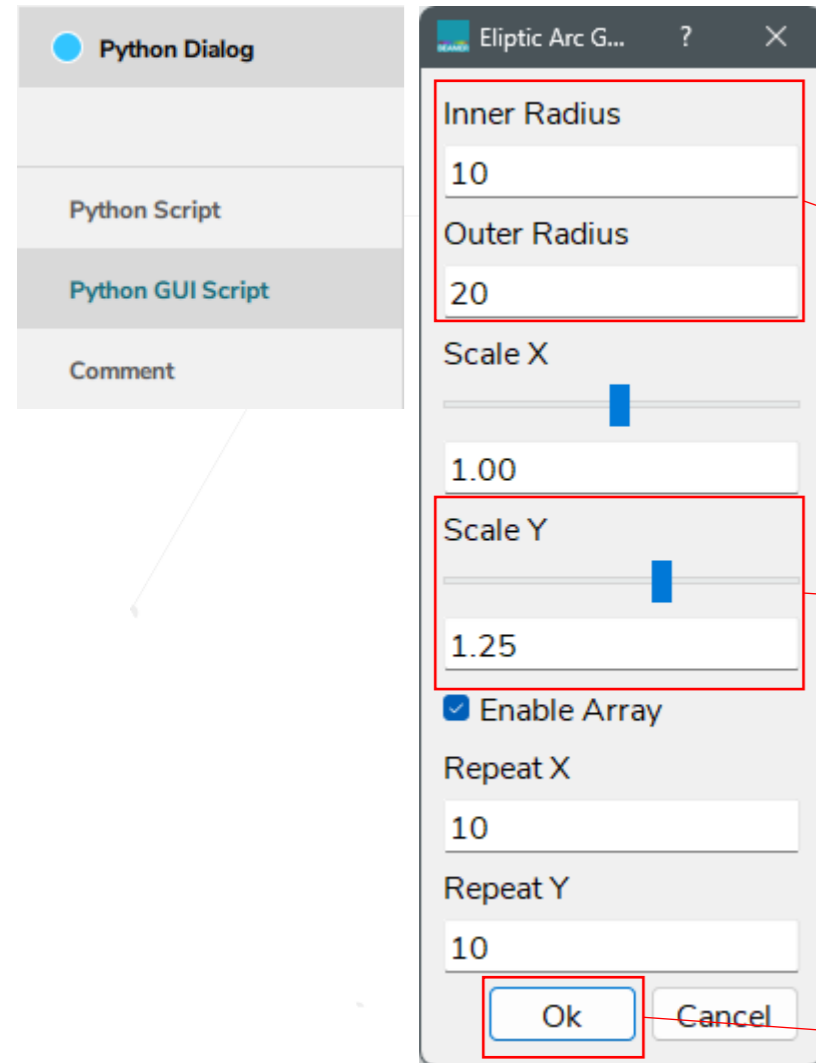 Python Dialog
Python Script
Python GUI Script
Comment
BEAMER
Eliptic Arc G... ?
Inner Radius
10
Outer Radius
20
Scale X
1.00
Scale Y
1.25
Enable Array
Repeat X
10
Repeat Y
10
Ok Cancel